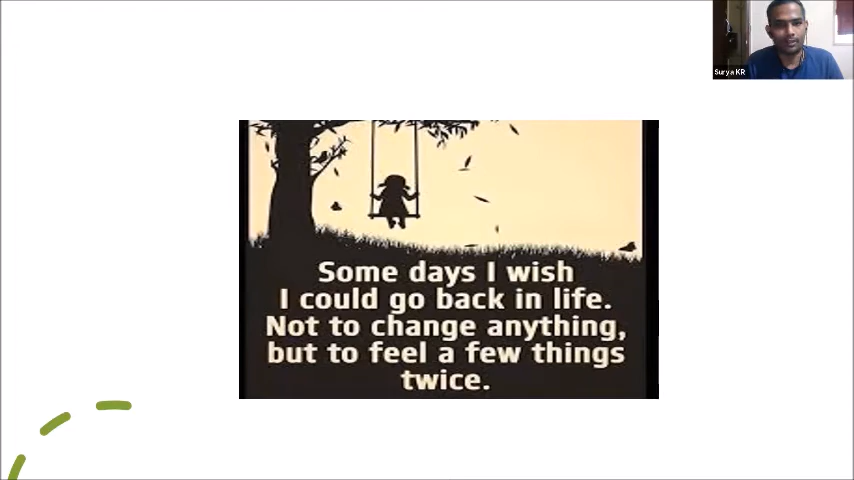 Surya KR
Some days I wish
I could go back in life.
Not to change anything,
but to feel a few things
twice.